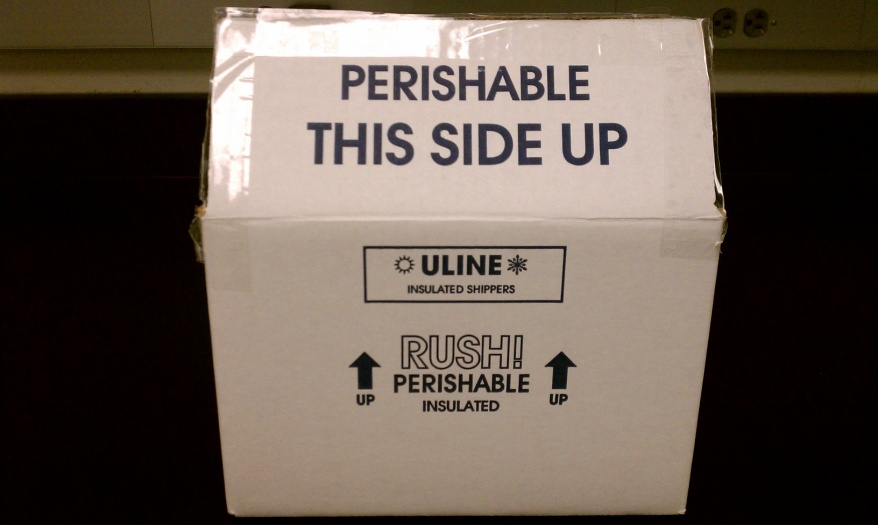 PERISHABLE
THIS SIDE UP
ULINE
INSULATED SHIPPERS
RUSH!
PERISHABLE
UP UP
INSULATED